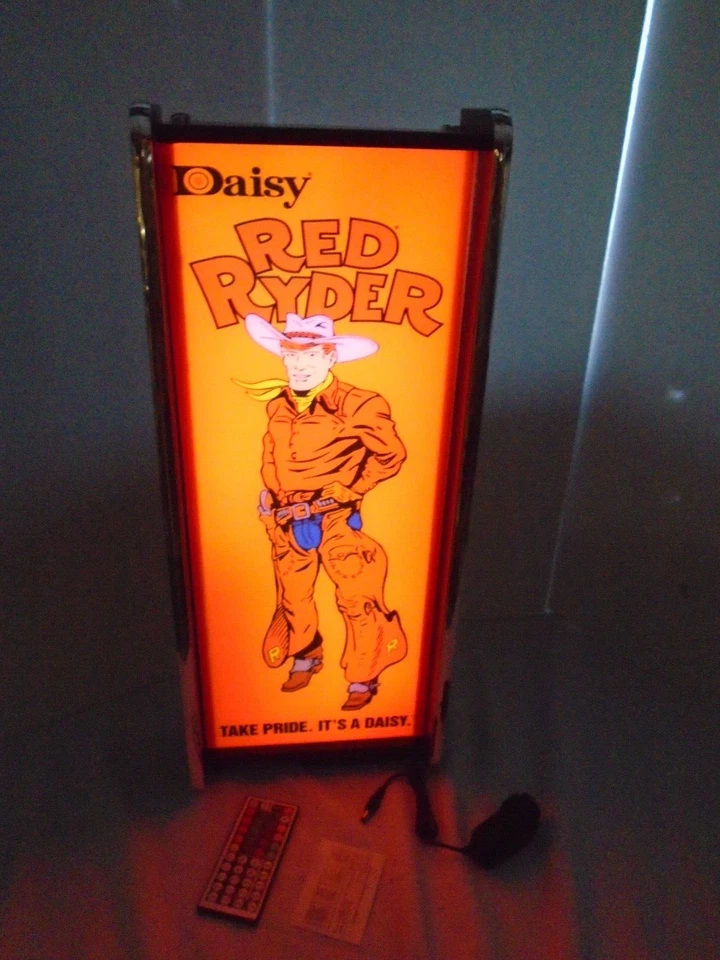 Daisy®
RED
RYDER
R
R
TAKE PRIDE. IT'S A DAISY.